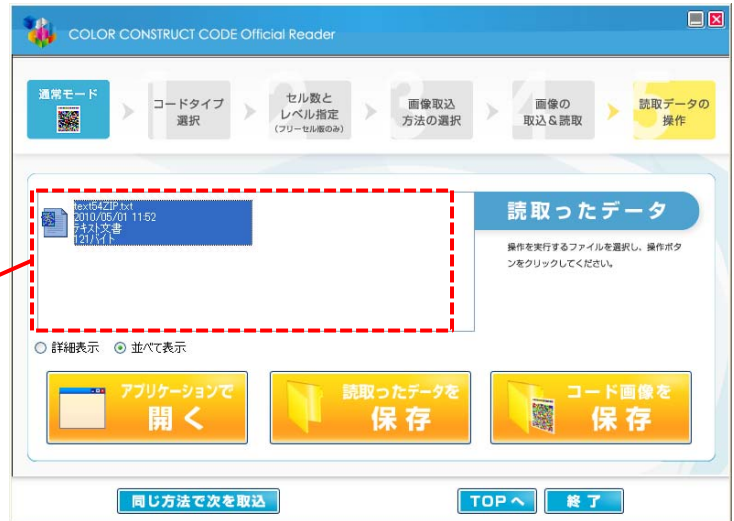 COLOR CONSTRUCT CODE Official Reader
通常モード
1
コードタイプ
選択
2
セル数と
レベル指定
(フリーセル版のみ)
3
画像取込
方法の選択
4
画像の
取込&読取
5
読取データの
操作
text54ZIP.txt
2010/05/01 11:52
テキスト文書
121バイト
読取ったデータ
操作を実行するファイルを選択し、操作ボタ
ンをクリックしてください。
詳細表示 並べて表示
アプリケーションで
開く
読取ったデータを
保存
コード画像を
保存
同じ方法で次を取込
TOPへ
終了